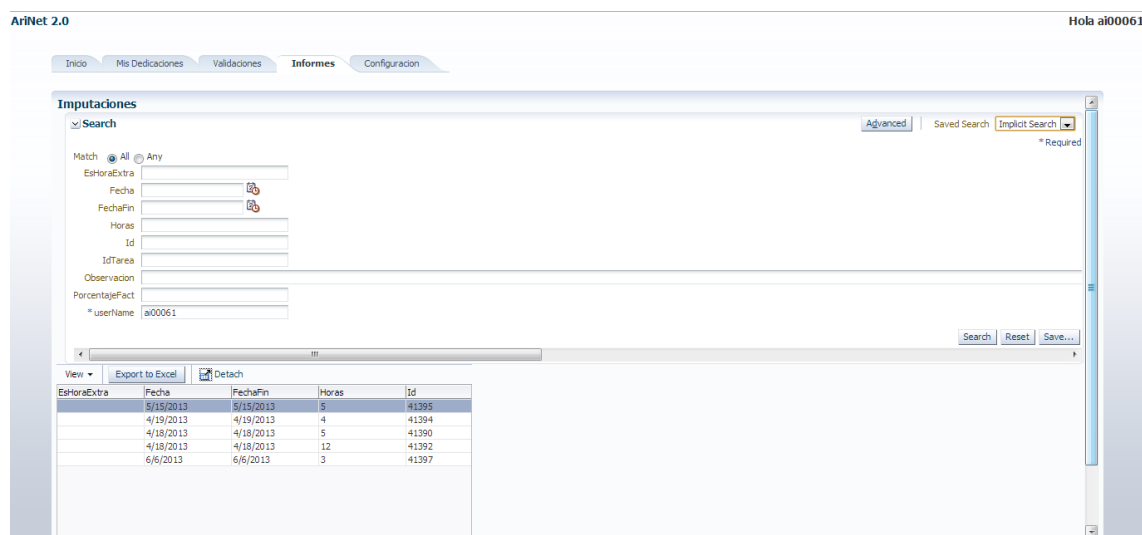 AriNet 2.0 Hola ai00061
Inicio Mis Dedicaciones Validaciones Informes Configuracion
Imputaciones
Search Advanced Saved Search Implicit Search
* Required
Match All Any
EsHoraExtra
Fecha
FechaFin
Horas
Id
IdTarea
Observacion
PorcentajeFact
* userName ai00061
Search Reset Save...
View Export to Excel Detach
EsHoraExtra Fecha FechaFin Horas Id
5/15/2013 5/15/2013 5 41395
4/19/2013 4/19/2013 4 41394
4/18/2013 4/18/2013 5 41390
4/18/2013 4/18/2013 12 41392
6/6/2013 6/6/2013 3 41397